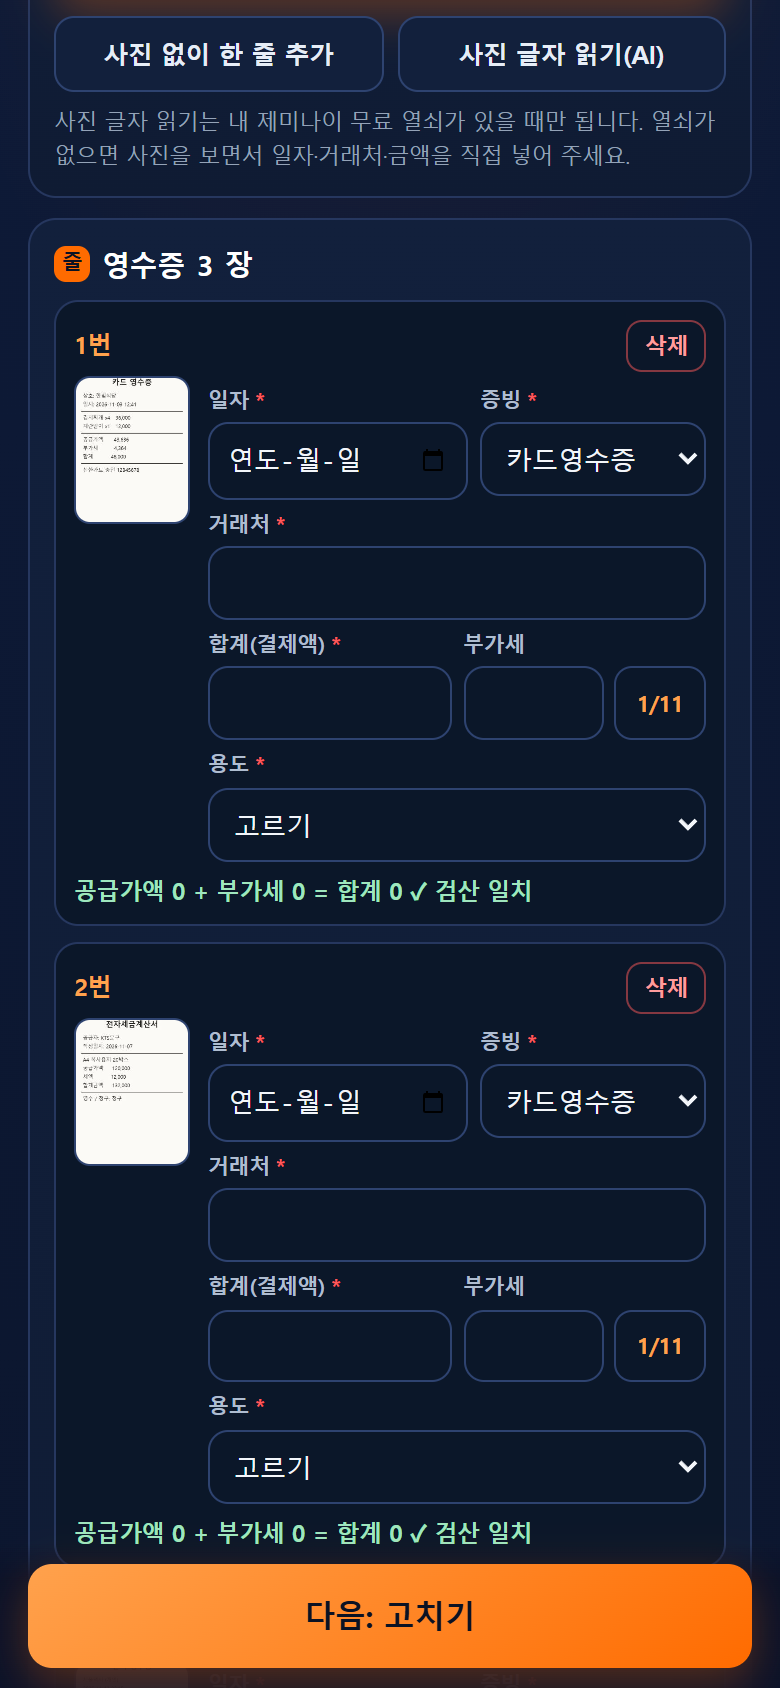 사진 없이 한 줄 추가
사진 글자 읽기(AI)
사진 글자 읽기는 내 제미나이 무료 열쇠가 있을 때만 됩니다. 열쇠가
없으면 사진을 보면서 일자·거래처·금액을 직접 넣어 주세요.
줄 영수증 3 장
1번
삭제
카드 영수증
일자 *
증빙 *
연도-월-일
카드영수증
거래처 *
합계(결제액) *
부가세
1/11
용도 *
고르기
공급가액 0 + 부가세 0 = 합계 0 ✓ 검산 일치
2번
삭제
전자세금계산서
일자 *
증빙 *
연도-월-일
카드영수증
거래처 *
합계(결제액) *
부가세
1/11
용도 *
고르기
공급가액 0 + 부가세 0 = 합계 0 ✓ 검산 일치
다음: 고치기
일자 *
증빙 *